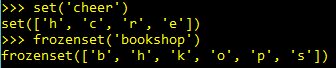 >>> set('cheer')
set(['h', 'c', 'r', 'e'])
>>> frozenset('bookshop')
frozenset(['b', 'h', 'k', 'o', 'p', 's'])